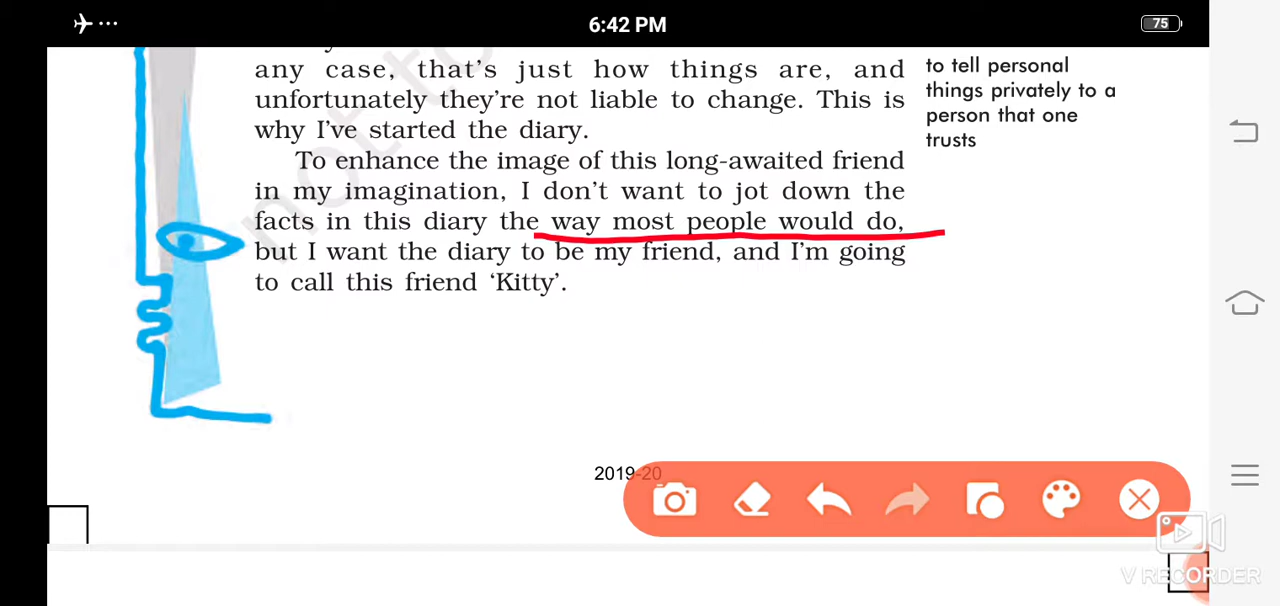 6:42 PM
75
any case, that's just how things are, and
unfortunately they're not liable to change. This is
why I've started the diary.
To enhance the image of this long-awaited friend
in my imagination, I don't want to jot down the
facts in this diary the way most people would do,
but I want the diary to be my friend, and I'm going
to call this friend ‘Kitty’.
to tell personal
things privately to a
person that one
trusts
not to
2019-20
V RECORDER